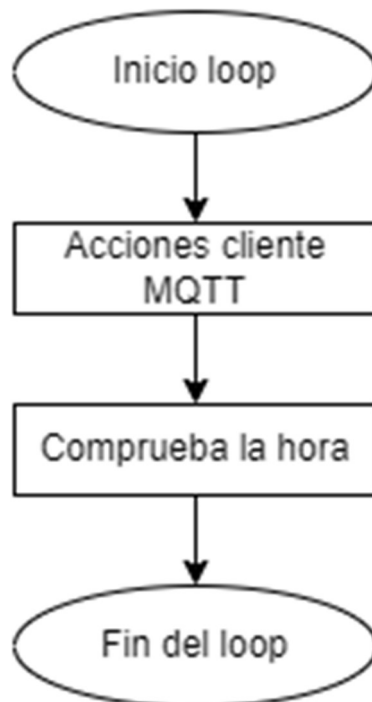 Inicio loop
Acciones cliente
MQTT
Comprueba la hora
Fin del loop